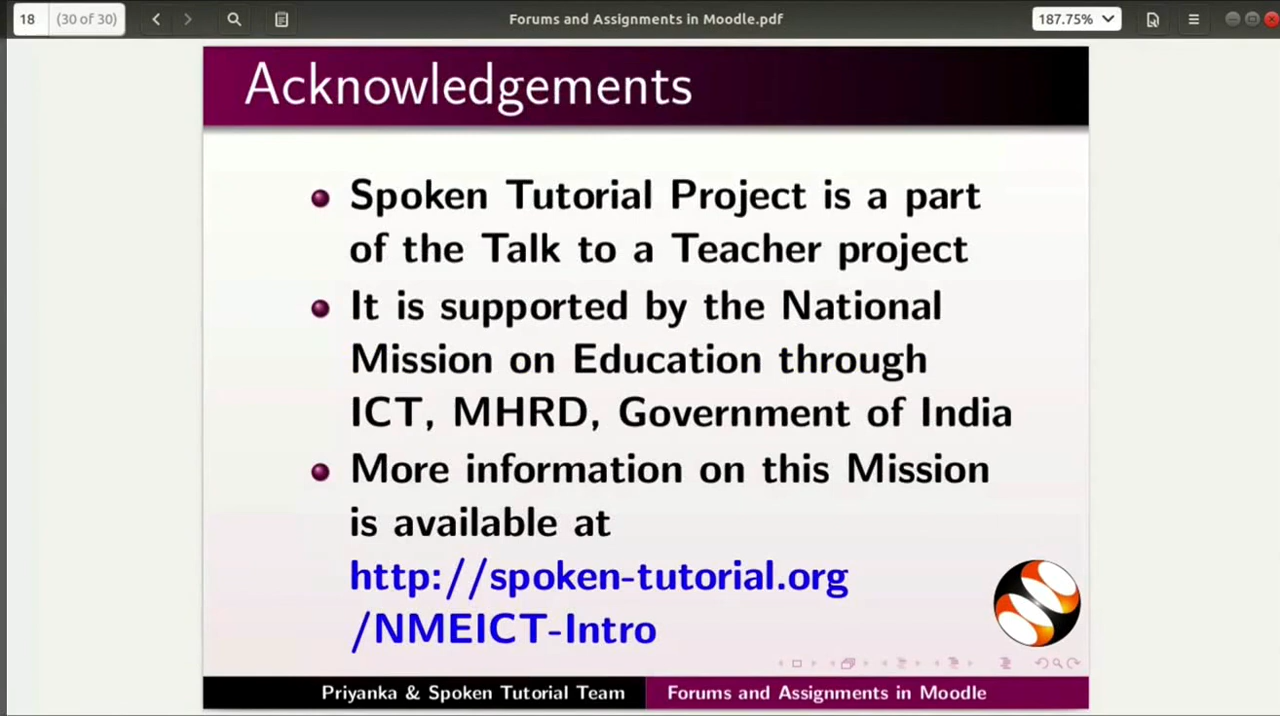 18 (30 of 30) Forums and Assignments in Moodle.pdf 187.75%
Acknowledgements
Spoken Tutorial Project is a part
of the Talk to a Teacher project
It is supported by the National
Mission on Education through
ICT, MHRD, Government of India
More information on this Mission
is available at
http://spoken-tutorial.org
/NMEICT-Intro
Priyanka & Spoken Tutorial Team Forums and Assignments in Moodle